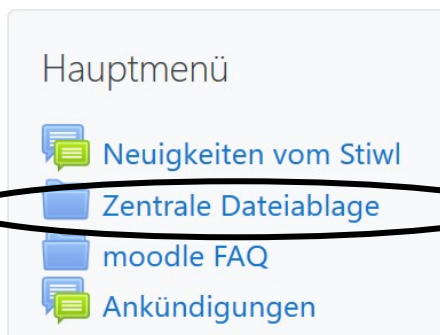 Hauptmenü
Neuigkeiten vom Stiwl
Zentrale Dateiablage
moodle FAQ
Ankündigungen